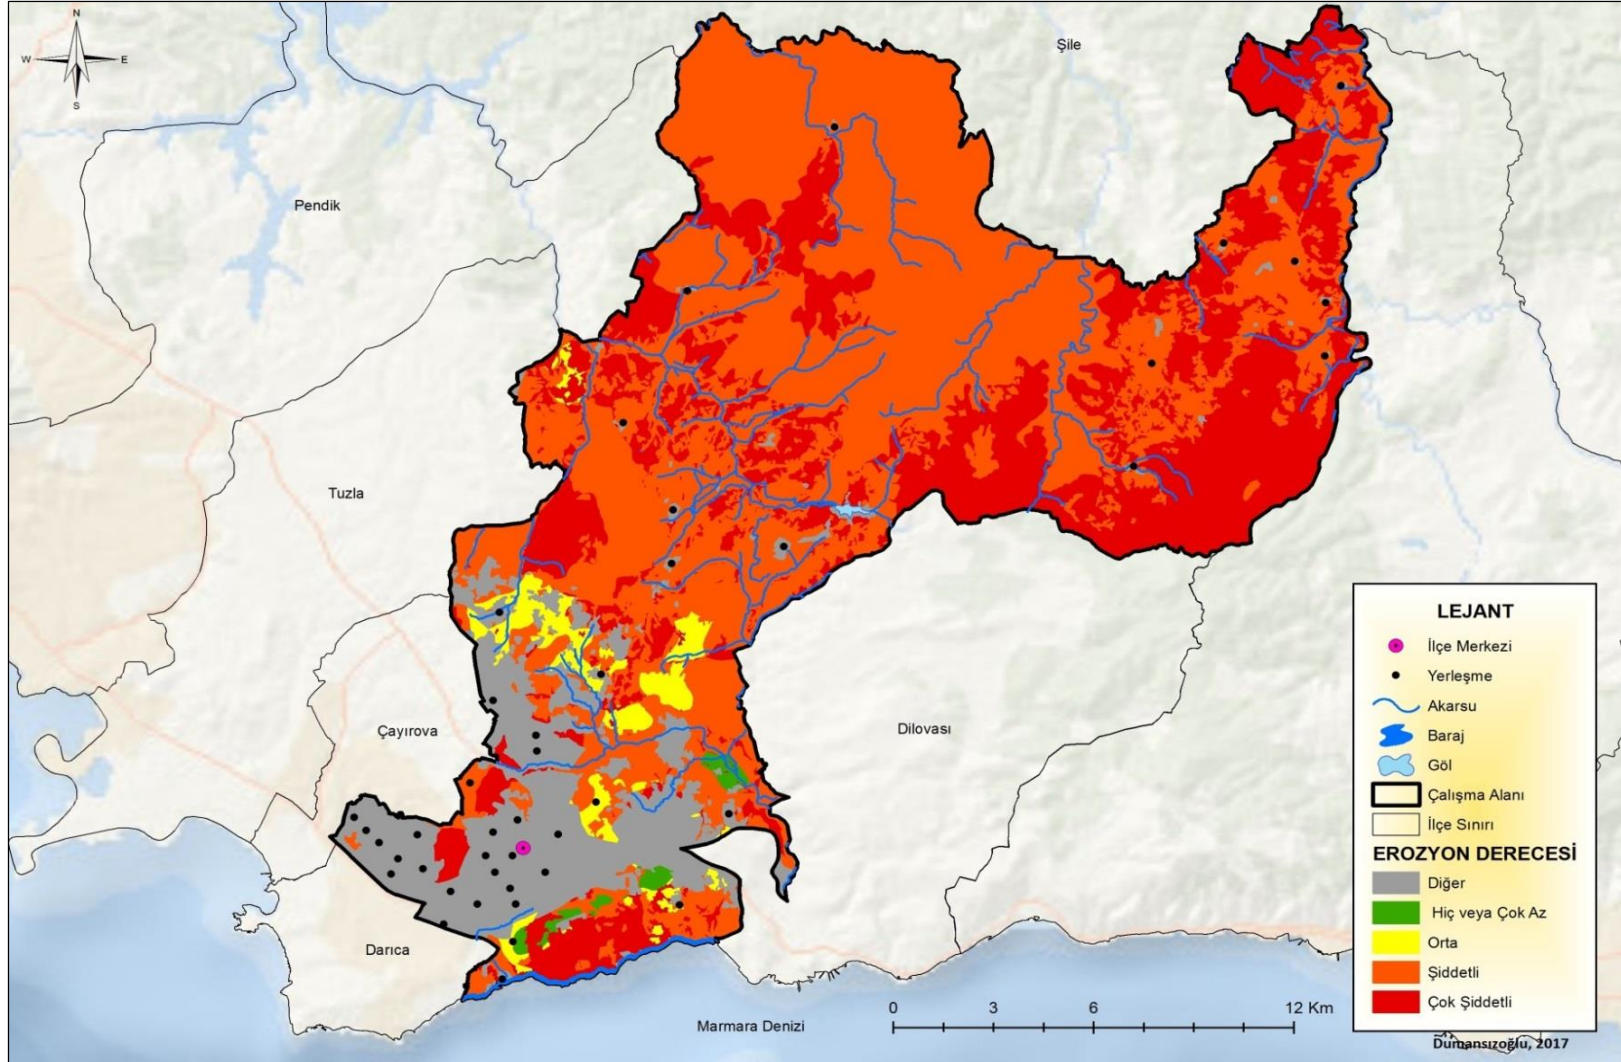 N
W E
S
Şile
Pendik
Tuzla
Çayırova
Dilovası
Darıca
Marmara Denizi
0 3 6 12 Km
LEJANT
İlçe Merkezi
Yerleşme
Akarsu
Baraj
Göl
Çalışma Alanı
İlçe Sınırı
EROZYON DERECESİ
Diğer
Hiç veya Çok Az
Orta
Şiddetli
Çok Şiddetli
Dumansızoğlu, 2017